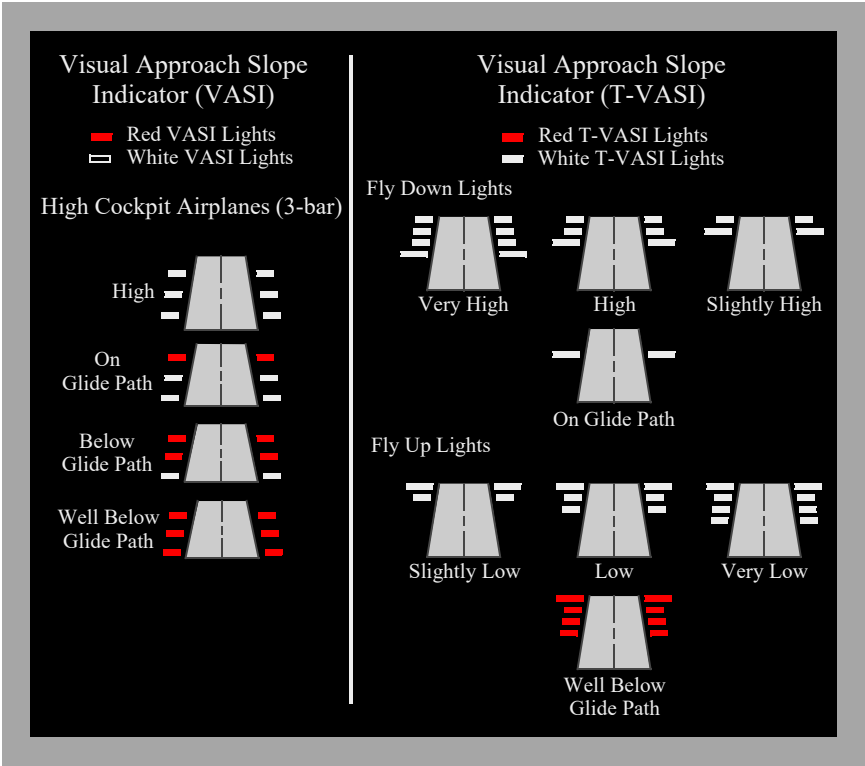 Visual Approach Slope
Indicator (VASI)
Red VASI Lights
White VASI Lights
High Cockpit Airplanes (3-bar)
High
On
Glide Path
Below
Glide Path
Well Below
Glide Path
Visual Approach Slope
Indicator (T-VASI)
Red T-VASI Lights
White T-VASI Lights
Fly Down Lights
Very High
High
Slightly High
On Glide Path
Fly Up Lights
Slightly Low
Low
Very Low
Well Below
Glide Path